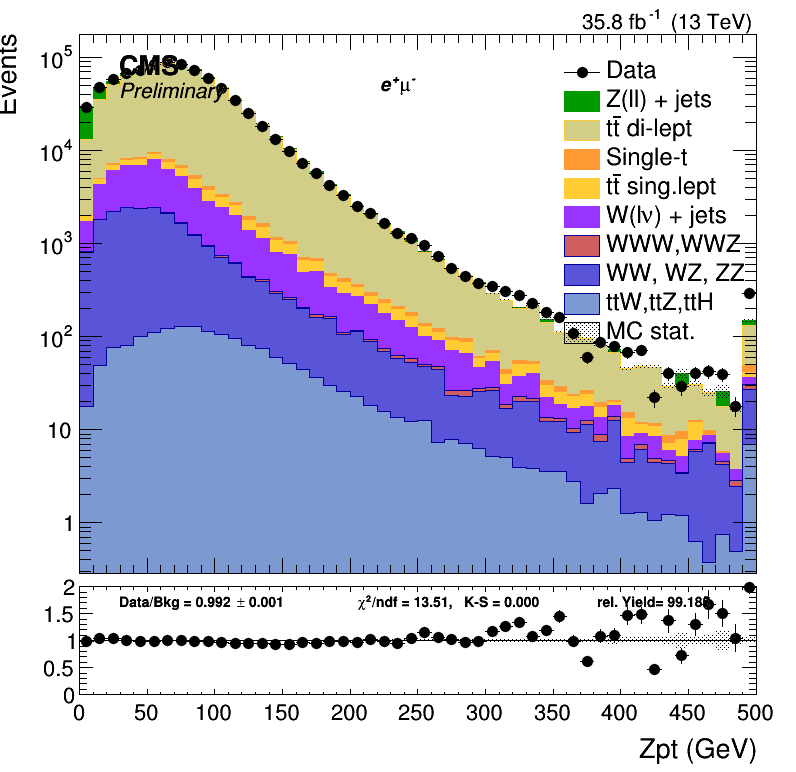 35.8 fb⁻¹ (13 TeV)
Events
CMS
Preliminary
e⁺μ⁻
Data
Z(ll) + jets
tt̄ di-lept
Single-t
tt̄ sing.lept
W(lν) + jets
WWW,WWZ
WW, WZ, ZZ
ttW,ttZ,ttH
MC stat.
10⁵
10⁴
10³
10²
10
1
Data/Bkg = 0.992 ± 0.001
χ²/ndf = 13.51, K-S = 0.000
rel. Yield= 99.188
2
1.5
1
0.5
0
0 50 100 150 200 250 300 350 400 450 500
Zpt (GeV)